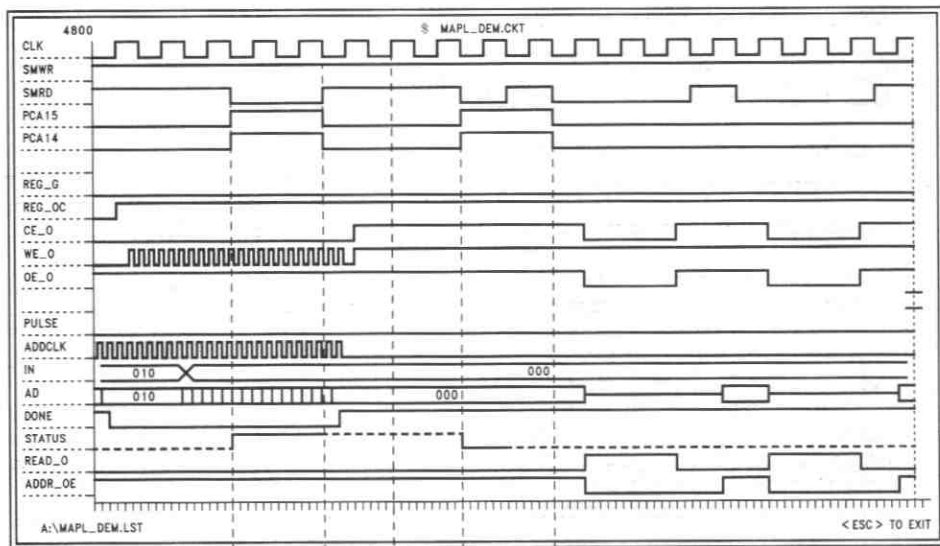 4800 § MAPL_DEM.CKT
CLK
SMWR
SMRD
PCA15
PCA14
REG_G
REG_OC
CE_O
WE_O
OE_O
PULSE
ADDCLK
IN 010 000
AD 010 000
DONE
STATUS
READ_O
ADDR_OE
A:\MAPL_DEM.LST <ESC> TO EXIT